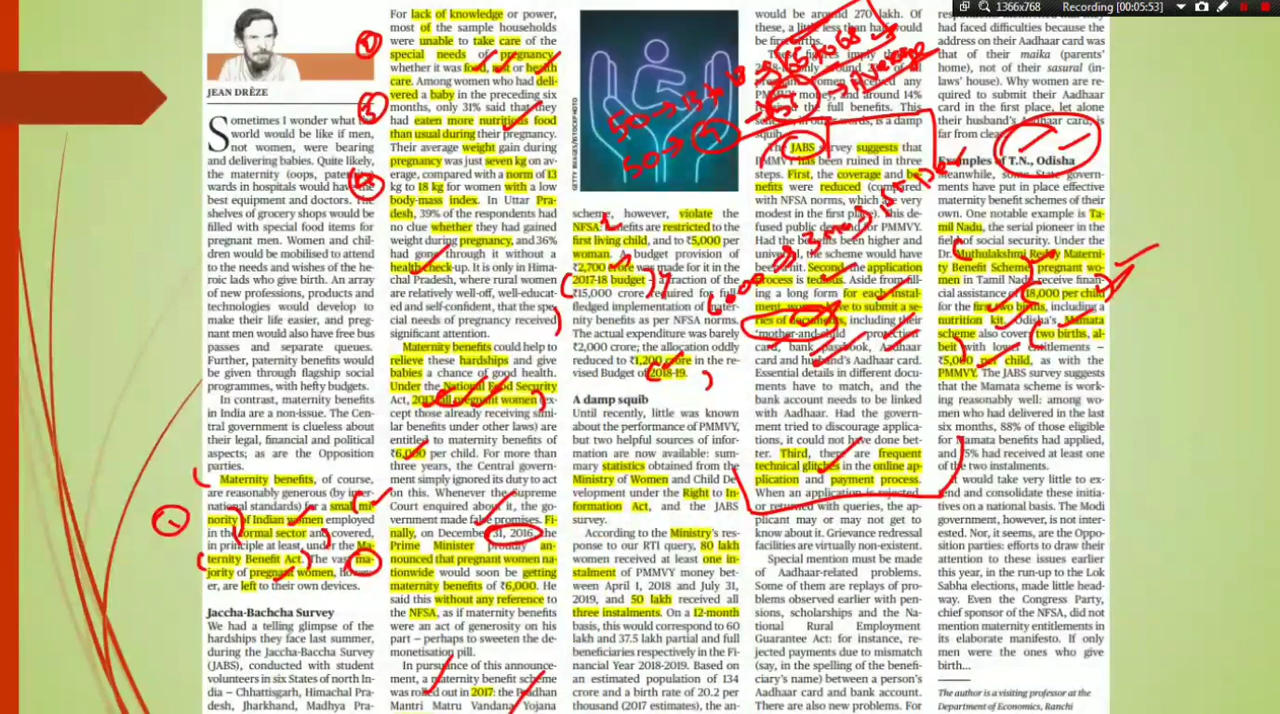 1366x768
Recording [00:05:53]
JEAN DRÈZE
Sometimes I wonder what the
world would be like if men,
not women, were bearing
and delivering babies. Quite likely,
the maternity (oops, paternity)
wards in hospitals would have the
best equipment and doctors. The
shelves of grocery shops would be
filled with special food items for
pregnant men. Women and chil-
dren would be mobilised to attend
to the needs and wishes of the he-
roic lads who give birth. An array
of new professions, products and
technologies would develop to
make their life easier, and preg-
nant men would also have free bus
passes and separate queues.
Further, paternity benefits would
be given through flagship social
programmes, with hefty budgets.
In contrast, maternity benefits
in India are a non-issue. The Cen-
tral government is clueless about
their legal, financial and political
aspects; as are the Opposition
parties.
Maternity benefits, of course,
are reasonably generous (by inter-
national standards) for a small mi-
nority of Indian women employed
in the formal sector and covered,
in principle at least, under the Ma-
ternity Benefit Act. The vast ma-
jority of pregnant women, howev-
er, are left to their own devices.
Jaccha-Bachcha Survey
We had a telling glimpse of the
hardships they face last summer,
during the Jaccha-Baccha Survey
(JABS), conducted with student
volunteers in six States of north In-
dia – Chhattisgarh, Himachal Pra-
desh, Jharkhand, Madhya Pra-
For lack of knowledge or power,
most of the sample households
were unable to take care of the
special needs of pregnancy
whether it was food, rest or health
care. Among women who had deli-
vered a baby in the preceding six
months, only 31% said that they
had eaten more nutritious food
than usual during their pregnancy.
Their average weight gain during
pregnancy was just seven kg on av-
erage, compared with a norm of 13
kg to 18 kg for women with a low
body-mass index. In Uttar Pra-
desh, 39% of the respondents had
no clue whether they had gained
weight during pregnancy, and 36%
had gone through it without a
health check-up. It is only in Hima-
chal Pradesh, where rural women
are relatively well-off, well-educat-
ed and self-confident, that the spe-
cial needs of pregnancy received
significant attention.
Maternity benefits could help to
relieve these hardships and give
babies a chance of good health.
Under the National Food Security
Act, 2013, all pregnant women (ex-
cept those already receiving simi-
lar benefits under other laws) are
entitled to maternity benefits of
₹6,000 per child. For more than
three years, the Central govern-
ment simply ignored its duty to act
on this. Whenever the Supreme
Court enquired about it, the go-
vernment made false promises. Fi-
nally, on December 31, 2016, the
Prime Minister proudly an-
nounced that pregnant women na-
tionwide would soon be getting
maternity benefits of ₹6,000. He
said this without any reference to
the NFSA, as if maternity benefits
were an act of generosity on his
part – perhaps to sweeten the de-
monetisation pill.
In pursuance of this announce-
ment, a maternity benefit scheme
was rolled out in 2017: the Pradhan
Mantri Matru Vandana Yojana
GETTY IMAGES/ISTOCKPHOTO
scheme, however, violate the
NFSA: benefits are restricted to the
first living child, and to ₹5,000 per
woman. A budget provision of
₹2,700 crore was made for it in the
2017-18 budget, a fraction of the
₹15,000 crore required for full-
fledged implementation of mater-
nity benefits as per NFSA norms.
The actual expenditure was barely
₹2,000 crore; the allocation oddly
reduced to ₹1,200 crore in the re-
vised Budget of 2018-19.
A damp squib
Until recently, little was known
about the performance of PMMVY,
but two helpful sources of infor-
mation are now available: sum-
mary statistics obtained from the
Ministry of Women and Child De-
velopment under the Right to In-
formation Act, and the JABS
survey.
According to the Ministry's re-
sponse to our RTI query, 80 lakh
women received at least one in-
stalment of PMMVY money bet-
ween April 1, 2018 and July 31,
2019, and 50 lakh received all
three instalments. On a 12-month
basis, this would correspond to 60
lakh and 37.5 lakh partial and full
beneficiaries respectively in the Fi-
nancial Year 2018-2019. Based on
an estimated population of 134
crore and a birth rate of 20.2 per
thousand (2017 estimates), the an-
would be around 270 lakh. Of
these, a little less than half would
be first births.
any
money, and around 14%
the full benefits. This
is a damp
squib.
The JABS survey suggests that
PMMVY has been ruined in three
steps. First, the coverage and be-
nefits were reduced (compared
with NFSA norms, which are very
modest in the first place). This de-
fused public demand for PMMVY.
Had the benefits been higher and
universal, the scheme would have
been a hit. Second, the application
process is tedious. Aside from fill-
ing a long form for each instal-
ment, women have to submit a se-
ries of documents, including their
'mother-and-child protection'
card, bank passbook, Aadhaar
card and husband's Aadhaar card.
Essential details in different docu-
ments have to match, and the
bank account needs to be linked
with Aadhaar. Had the govern-
ment tried to discourage applica-
tions, it could not have done bet-
ter. Third, there are frequent
technical glitches in the online ap-
plication and payment process.
When an application is rejected,
or returned with queries, the ap-
plicant may or may not get to
know about it. Grievance redressal
facilities are virtually non-existent.
Special mention must be made
of Aadhaar-related problems.
Some of them are replays of pro-
blems observed earlier with pen-
sions, scholarships and the Na-
tional Rural Employment
Guarantee Act: for instance, re-
jected payments due to mismatch
(say, in the spelling of the benefi-
ciary's name) between a person's
Aadhaar card and bank account.
There are also new problems. For
had faced difficulties because the
address on their Aadhaar card was
that of their maika (parents'
home), not of their sasural (in-
laws' house). Why women are re-
quired to submit their Aadhaar
card in the first place, let alone
their husband's Aadhaar card, is
far from clear.
Examples of T.N., Odisha
Meanwhile, some State govern-
ments have put in place effective
maternity benefit schemes of their
own. One notable example is Ta-
mil Nadu, the serial pioneer in the
field of social security. Under the
Dr. Muthulakshmi Reddy Materni-
ty Benefit Scheme, pregnant wo-
men in Tamil Nadu receive finan-
cial assistance of ₹18,000 per child
for the first two births, including a
nutrition kit. Odisha's Mamata
scheme also covers two births, al-
beit with lower entitlements –
₹5,000 per child, as with the
PMMVY. The JABS survey suggests
that the Mamata scheme is work-
ing reasonably well: among wo-
men who had delivered in the last
six months, 88% of those eligible
for Mamata benefits had applied,
and 75% had received at least one
of the two instalments.
It would take very little to ex-
tend and consolidate these initia-
tives on a national basis. The Modi
government, however, is not inter-
ested. Nor, it seems, are the Oppo-
sition parties: efforts to draw their
attention to these issues earlier
this year, in the run-up to the Lok
Sabha elections, made little head-
way. Even the Congress Party,
chief sponsor of the NFSA, did not
mention maternity entitlements in
its elaborate manifesto. If only
men were the ones who give
birth...
The author is a visiting professor at the
Department of Economics, Ranchi